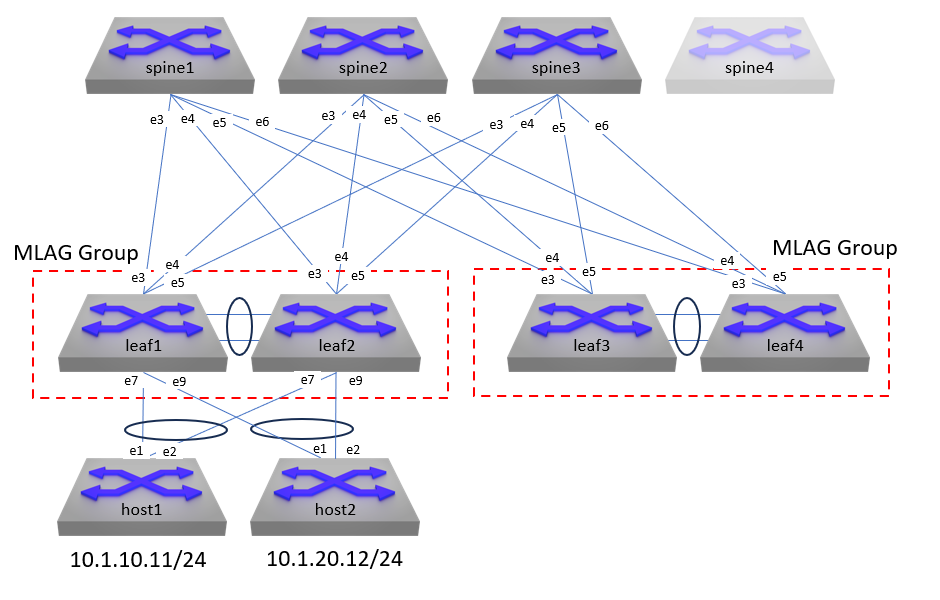 spine1 spine2 spine3 spine4
e3 e4 e5 e6 e3 e4 e5 e6 e3 e4 e5 e6
MLAG Group MLAG Group
e3 e4 e5 e3 e4 e5 e3 e4 e5 e3 e4 e5
leaf1 leaf2 leaf3 leaf4
e7 e9 e7 e9
e1 e2 e1 e2
host1 host2
10.1.10.11/24 10.1.20.12/24